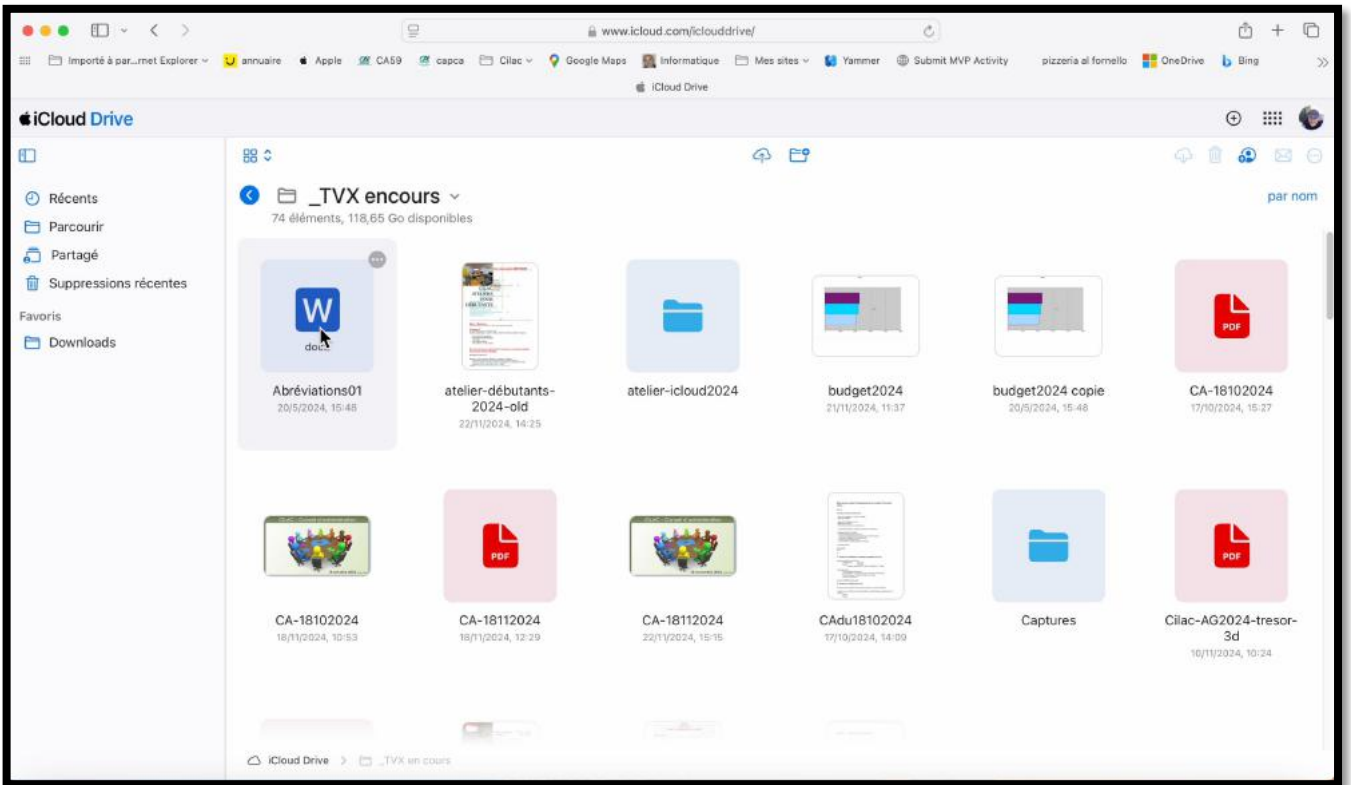 www.icloud.com/iclouddrive/
Importé à par...rnet Explorer annuaire Apple CA59 capca Cilac Google Maps Informatique Mes sites Yammer Submit MVP Activity pizzeria al fornello OneDrive Bing
iCloud Drive
iCloud Drive
Récents
Parcourir
Partagé
Suppressions récentes
Favoris
Downloads
_TVX encours
par nom
74 éléments, 118,65 Go disponibles
W
PDF
Abréviations01
20/5/2024, 15:48
atelier-débutants-
2024-old
22/11/2024, 14:25
atelier-icloud2024
budget2024
21/11/2024, 11:37
budget2024 copie
20/5/2024, 15:48
CA-18102024
17/10/2024, 15:27
PDF
PDF
CA-18102024
18/11/2024, 10:53
CA-18112024
18/11/2024, 12:29
CA-18112024
22/11/2024, 15:15
CAdu18102024
17/10/2024, 14:09
Captures
Cilac-AG2024-tresor-
3d
10/11/2024, 10:24
iCloud Drive > _TVX en cours